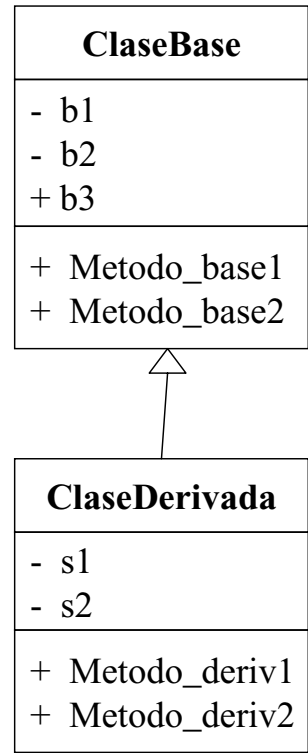 ClaseBase
- b1
- b2
+ b3
+ Metodo_base1
+ Metodo_base2
ClaseDerivada
- s1
- s2
+ Metodo_deriv1
+ Metodo_deriv2